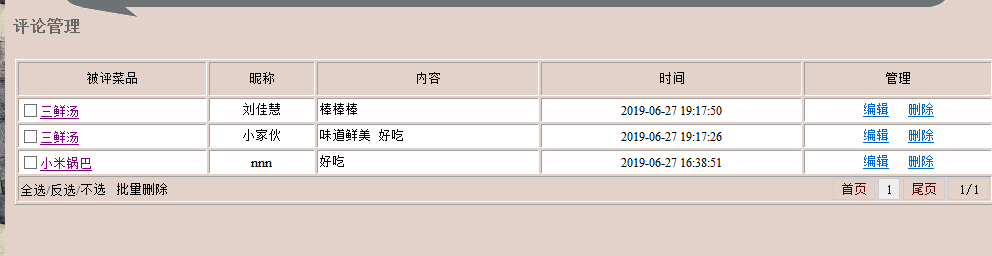 评论管理
被评菜品 昵称 内容 时间 管理
三鲜汤 刘佳慧 棒棒棒 2019-06-27 19:17:50 编辑 删除
三鲜汤 小家伙 味道鲜美 好吃 2019-06-27 19:17:26 编辑 删除
小米锅巴 nnn 好吃 2019-06-27 16:38:51 编辑 删除
全选/反选/不选 批量删除 首页 1 尾页 1/1